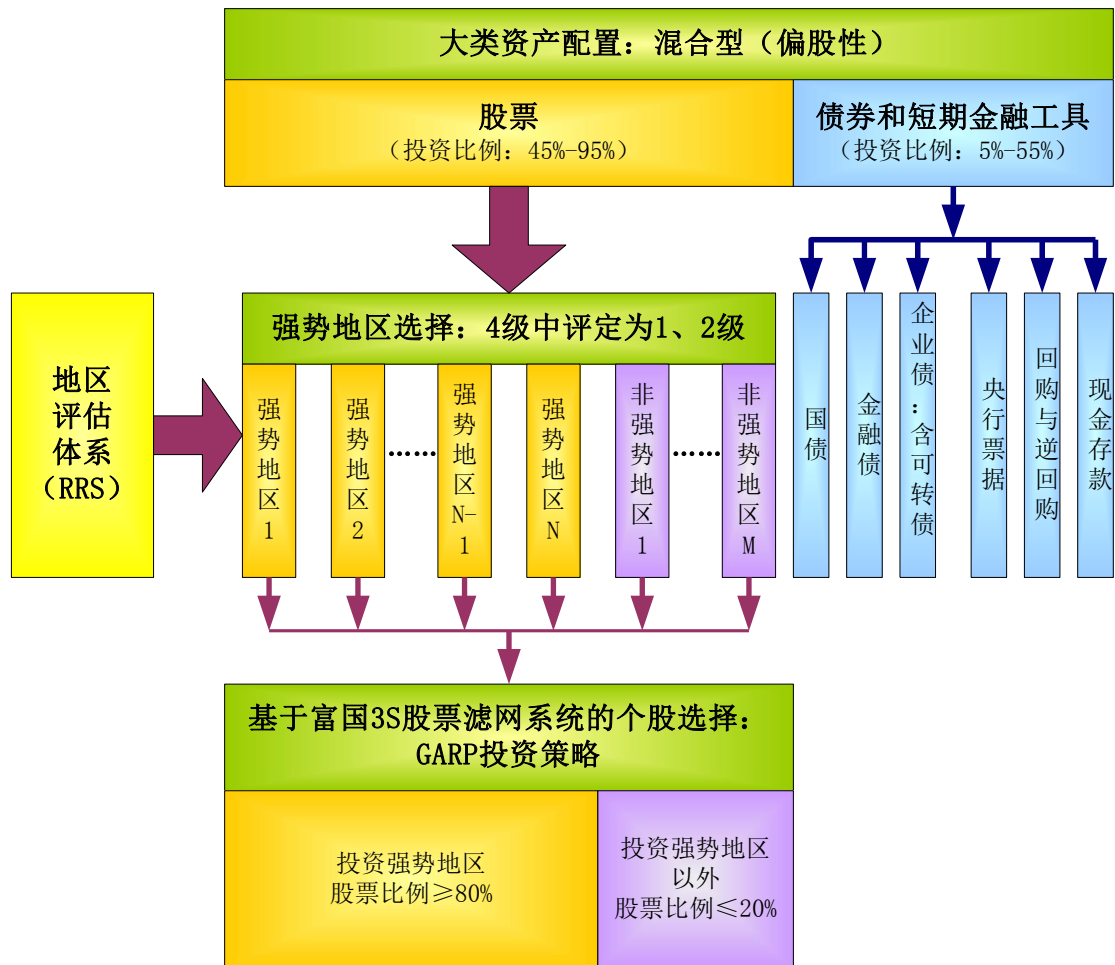 大类资产配置：混合型（偏股性）
股票
（投资比例：45%-95%）
债券和短期金融工具
（投资比例：5%-55%）
地区
评估
体系
（RRS）
强势地区选择：4级中评定为1、2级
强势地区1
强势地区2
……
强势地区N-1
强势地区N
非强势地区1
……
非强势地区M
国债
金融债
企业债：含可转债
央行票据
回购与逆回购
现金存款
基于富国3S股票滤网系统的个股选择：
GARP投资策略
投资强势地区
股票比例≥80%
投资强势地区
以外
股票比例≤20%